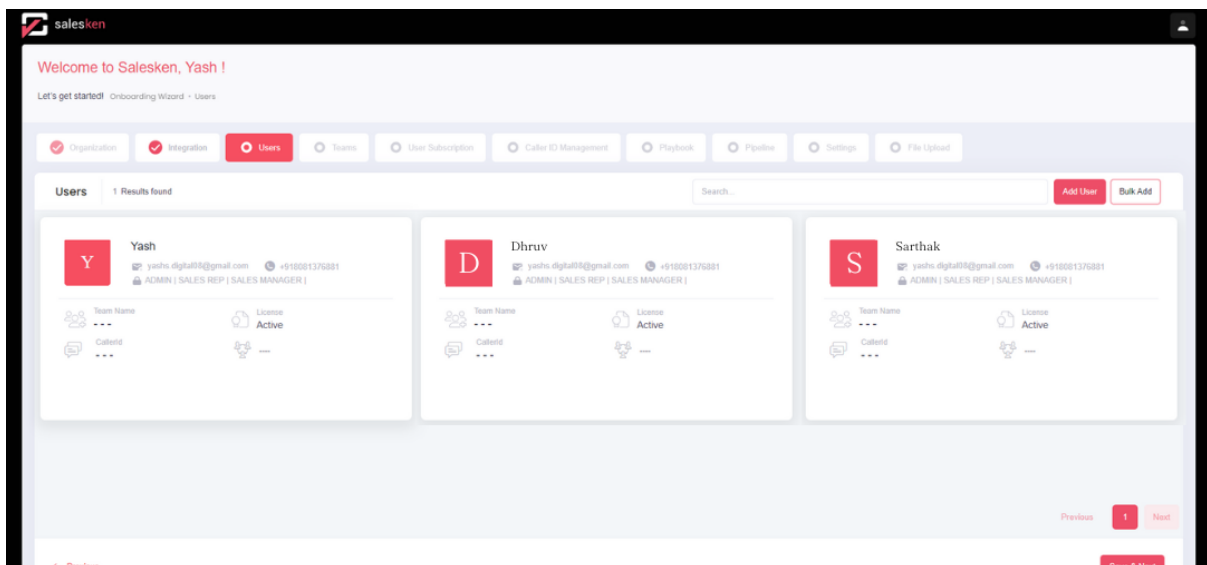 salesken
Welcome to Salesken, Yash !
Let's get started! Onboarding Wizard - Users
Organization Integration Users Teams User Subscription Caller ID Management Playbook Pipeline Settings File Upload
Users 1 Results found Search... Add User Bulk Add
Y Yash
yashs.digital08@gmail.com +918081376881
ADMIN | SALES REP | SALES MANAGER |
Team Name
---
License
Active
CallerId
---
---
D Dhruv
yashs.digital08@gmail.com +918081376881
ADMIN | SALES REP | SALES MANAGER |
Team Name
---
License
Active
CallerId
---
---
S Sarthak
yashs.digital08@gmail.com +918081376881
ADMIN | SALES REP | SALES MANAGER |
Team Name
---
License
Active
CallerId
---
---
Previous 1 Next